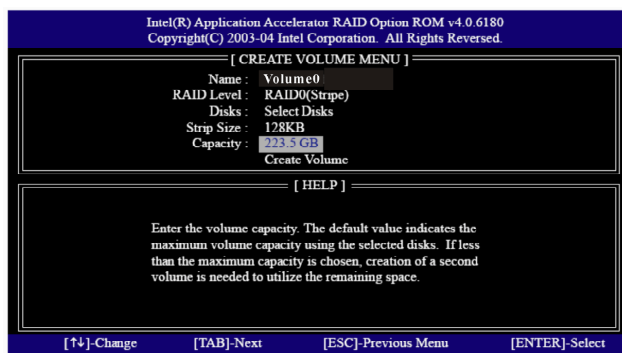 Intel(R) Application Accelerator RAID Option ROM v4.0.6180
Copyright(C) 2003-04 Intel Corporation. All Rights Reversed.
[ CREATE VOLUME MENU ]
Name : Volume0
RAID Level : RAID0(Stripe)
Disks : Select Disks
Strip Size : 128KB
Capacity : 223.5 GB
Create Volume
[ HELP ]
Enter the volume capacity. The default value indicates the
maximum volume capacity using the selected disks. If less
than the maximum capacity is chosen, creation of a second
volume is needed to utilize the remaining space.
[↑↓]-Change [TAB]-Next [ESC]-Previous Menu [ENTER]-Select